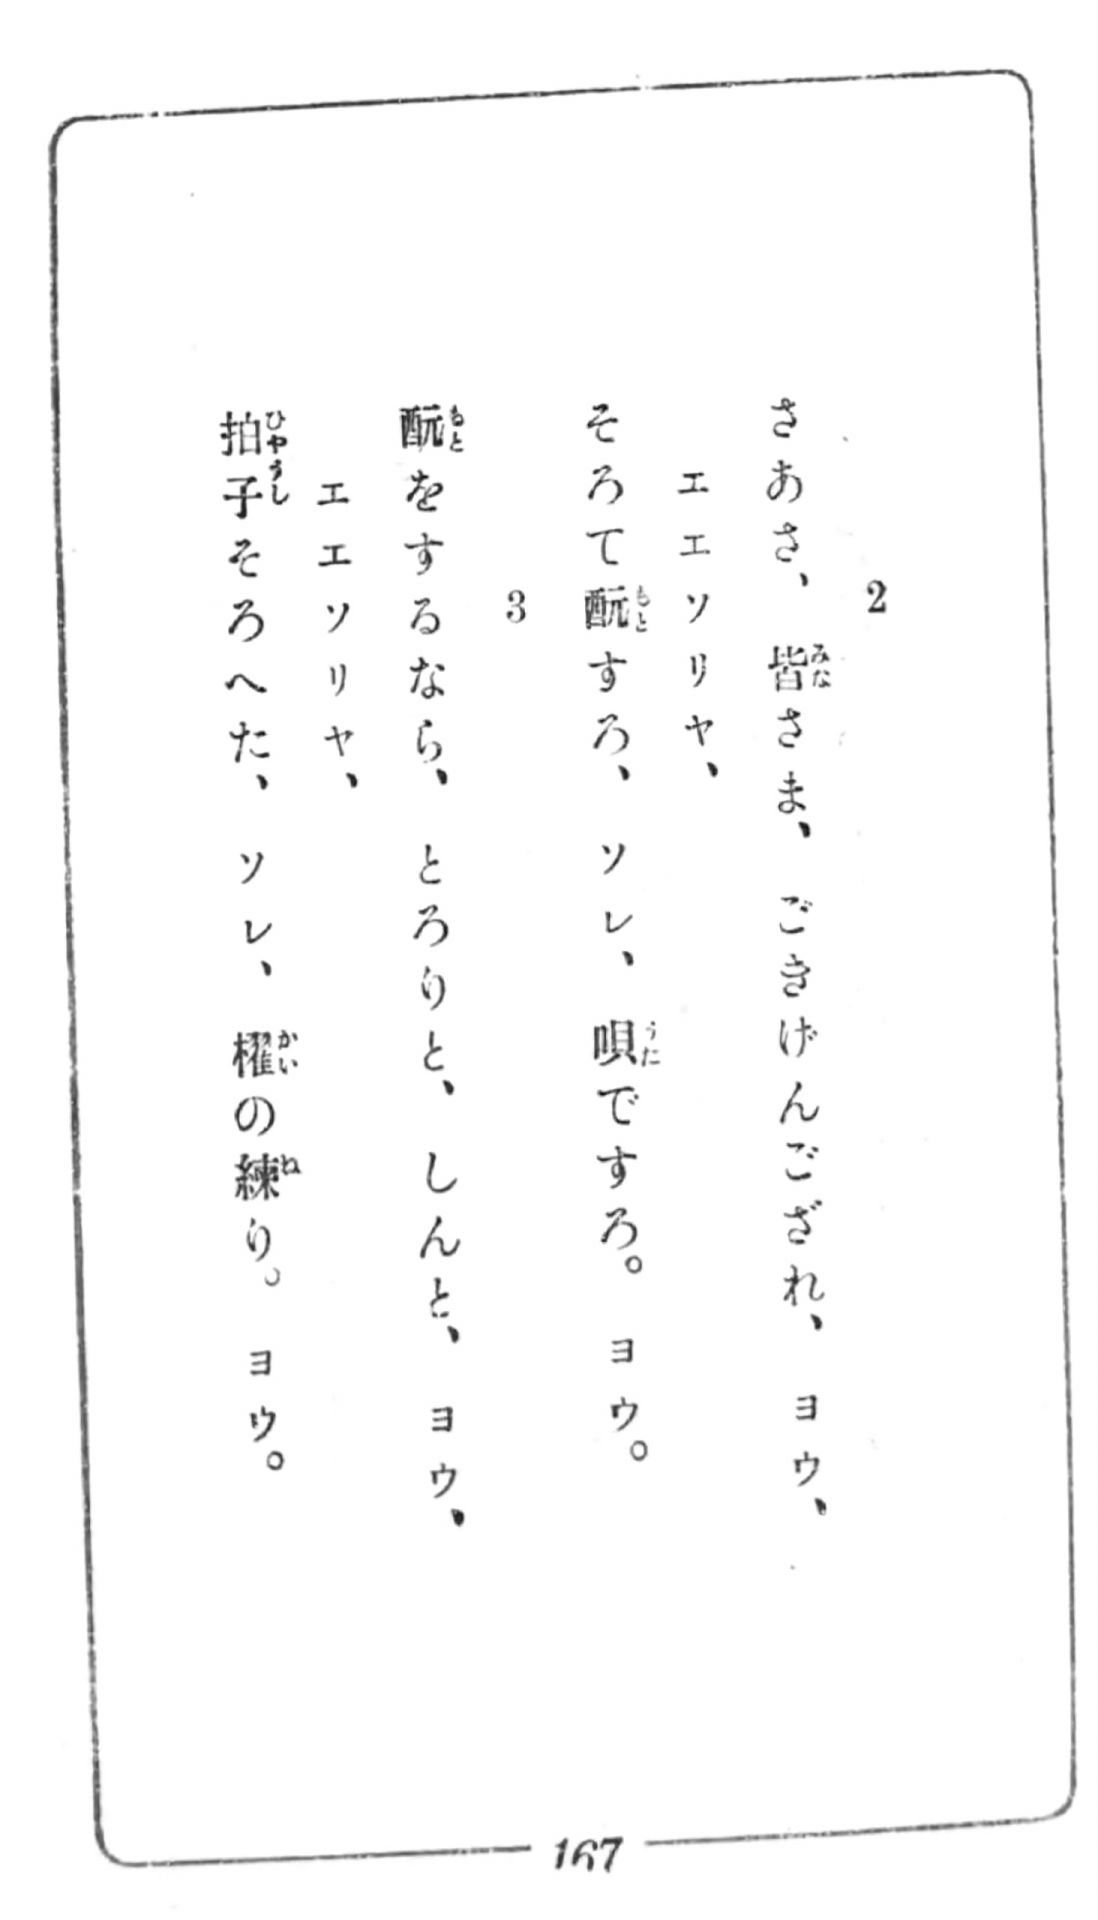 2
さあさ、皆さま、ごきげんござれ、ヨウ、
エエソリヤ、
そろて酛すろ、ソレ、唄ですろ。ヨウ。
3
酛をするなら、とろりと、しんと、ヨウ、
エエソリヤ、
拍子そろへた、ソレ、櫂の練り。ヨウ。
167